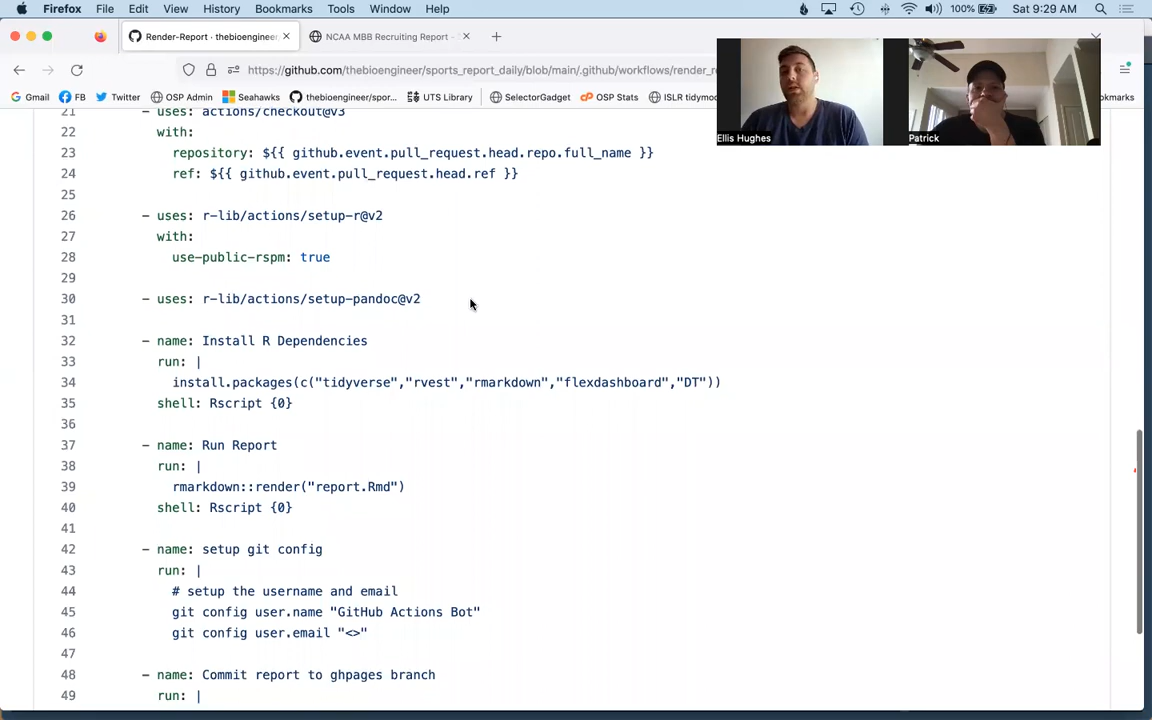 Firefox File Edit View History Bookmarks Tools Window Help 100% Sat 9:29 AM
Render-Report · thebioengineer NCAA MBB Recruiting Report -
https://github.com/thebioengineer/sports_report_daily/blob/main/.github/workflows/render_r
Gmail FB Twitter OSP Admin Seahawks thebioengineer/spor... UTS Library SelectorGadget OSP Stats ISLR tidymo
Ellis Hughes
Patrick
21 - uses: actions/checkout@v3
22 with:
23 repository: ${{ github.event.pull_request.head.repo.full_name }}
24 ref: ${{ github.event.pull_request.head.ref }}
25
26 - uses: r-lib/actions/setup-r@v2
27 with:
28 use-public-rspm: true
29
30 - uses: r-lib/actions/setup-pandoc@v2
31
32 - name: Install R Dependencies
33 run: |
34 install.packages(c("tidyverse","rvest","rmarkdown","flexdashboard","DT"))
35 shell: Rscript {0}
36
37 - name: Run Report
38 run: |
39 rmarkdown::render("report.Rmd")
40 shell: Rscript {0}
41
42 - name: setup git config
43 run: |
44 # setup the username and email
45 git config user.name "GitHub Actions Bot"
46 git config user.email "<>"
47
48 - name: Commit report to ghpages branch
49 run: |